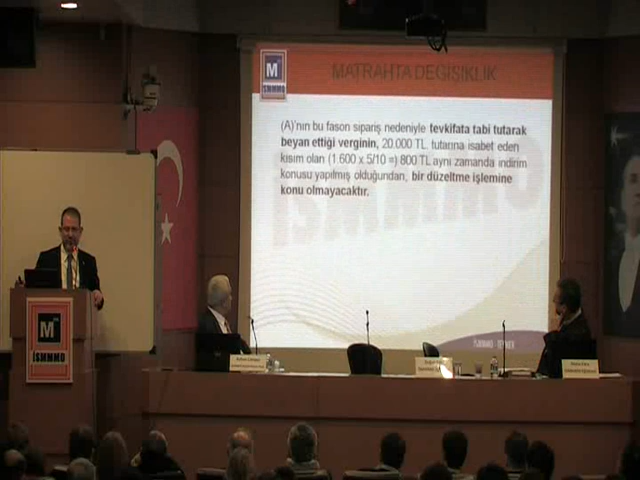 M
İSMMMO
MATRAHTA DEĞİŞİKLİK
(A)'nın bu fason sipariş nedeniyle tevkifata tabi tutarak
beyan ettiği verginin, 20.000 TL tutarına isabet eden
kısım olan (1.600 x 5/10 =) 800 TL aynı zamanda indirim
konusu yapılmış olduğundan, bir düzeltme işlemine
konu olmayacaktır.
İSMMMO
M
İSMMMO